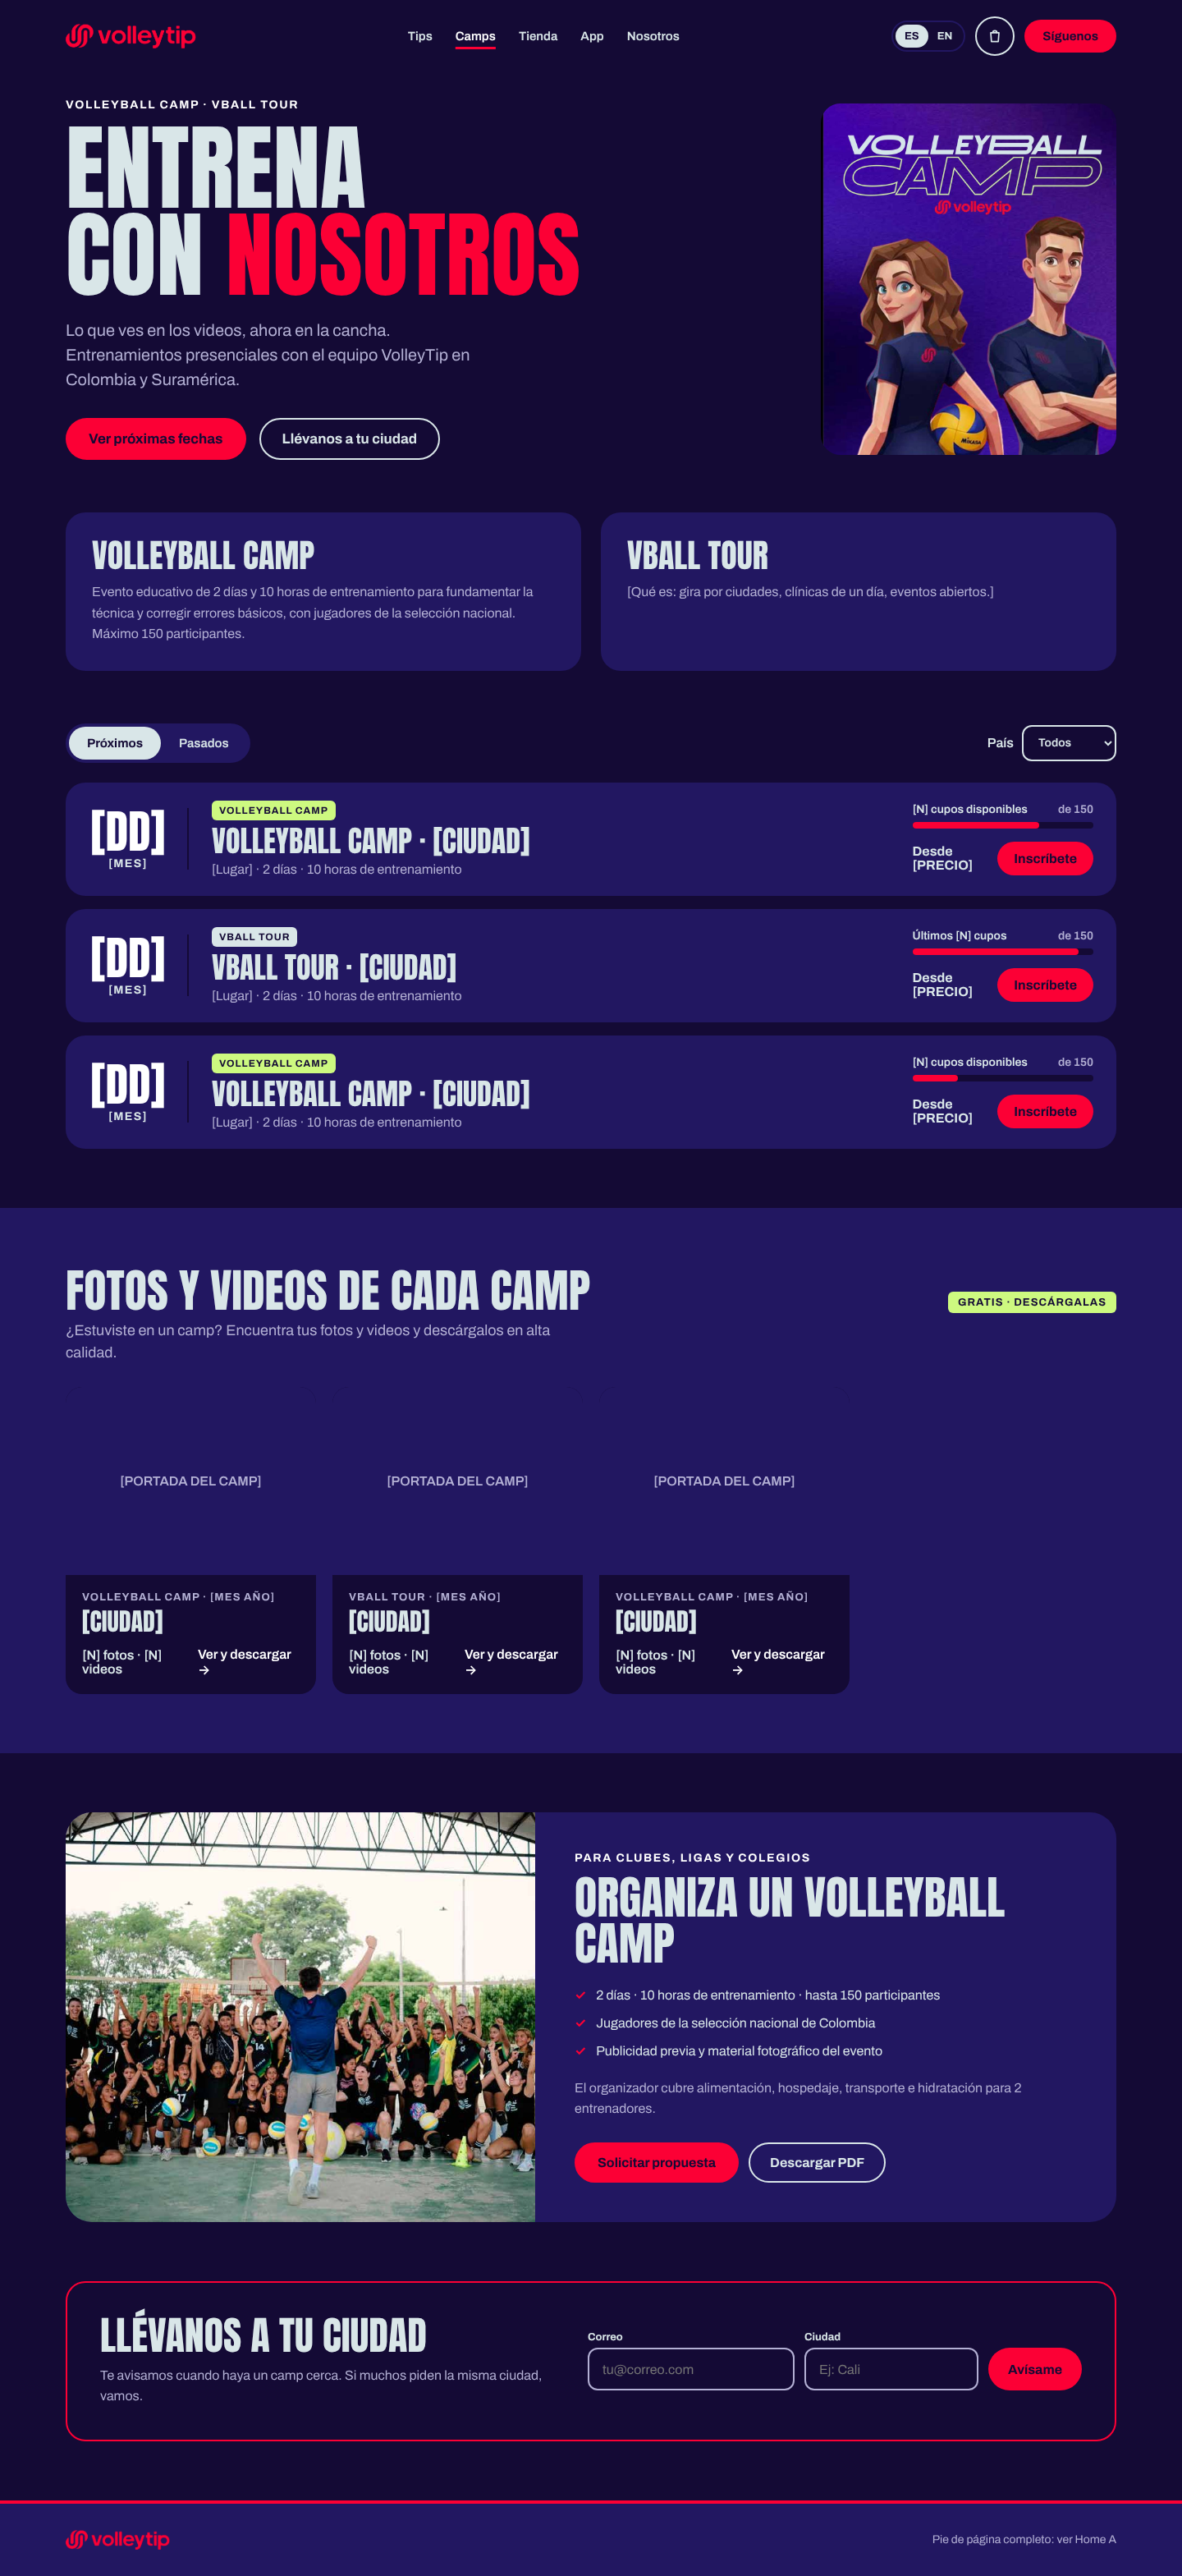 volleytip
Tips
Camps
Tienda
App
Nosotros
ES
EN
Síguenos
VOLLEYBALL CAMP · VBALL TOUR
ENTRENA
CON NOSOTROS
Lo que ves en los videos, ahora en la cancha.
Entrenamientos presenciales con el equipo VolleyTip en
Colombia y Suramérica.
Ver próximas fechas
Llévanos a tu ciudad
VOLLEYBALL
CAMP
volleytip
MIKASA
VOLLEYBALL CAMP
Evento educativo de 2 días y 10 horas de entrenamiento para fundamentar la
técnica y corregir errores básicos, con jugadores de la selección nacional.
Máximo 150 participantes.
VBALL TOUR
[Qué es: gira por ciudades, clínicas de un día, eventos abiertos.]
Próximos
Pasados
País
Todos
[DD]
[MES]
VOLLEYBALL CAMP
VOLLEYBALL CAMP · [CIUDAD]
[Lugar] · 2 días · 10 horas de entrenamiento
[N] cupos disponibles
de 150
Desde
[PRECIO]
Inscríbete
[DD]
[MES]
VBALL TOUR
VBALL TOUR · [CIUDAD]
[Lugar] · 2 días · 10 horas de entrenamiento
Últimos [N] cupos
de 150
Desde
[PRECIO]
Inscríbete
[DD]
[MES]
VOLLEYBALL CAMP
VOLLEYBALL CAMP · [CIUDAD]
[Lugar] · 2 días · 10 horas de entrenamiento
[N] cupos disponibles
de 150
Desde
[PRECIO]
Inscríbete
FOTOS Y VIDEOS DE CADA CAMP
¿Estuviste en un camp? Encuentra tus fotos y videos y descárgalos en alta
calidad.
GRATIS · DESCÁRGALAS
[PORTADA DEL CAMP]
VOLLEYBALL CAMP · [MES AÑO]
[CIUDAD]
[N] fotos · [N]
videos
Ver y descargar
→
[PORTADA DEL CAMP]
VBALL TOUR · [MES AÑO]
[CIUDAD]
[N] fotos · [N]
videos
Ver y descargar
→
[PORTADA DEL CAMP]
VOLLEYBALL CAMP · [MES AÑO]
[CIUDAD]
[N] fotos · [N]
videos
Ver y descargar
→
PARA CLUBES, LIGAS Y COLEGIOS
ORGANIZA UN VOLLEYBALL
CAMP
2 días · 10 horas de entrenamiento · hasta 150 participantes
Jugadores de la selección nacional de Colombia
Publicidad previa y material fotográfico del evento
El organizador cubre alimentación, hospedaje, transporte e hidratación para 2
entrenadores.
Solicitar propuesta
Descargar PDF
LLÉVANOS A TU CIUDAD
Te avisamos cuando haya un camp cerca. Si muchos piden la misma ciudad,
vamos.
Correo
tu@correo.com
Ciudad
Ej: Cali
Avísame
volleytip
Pie de página completo: ver Home A